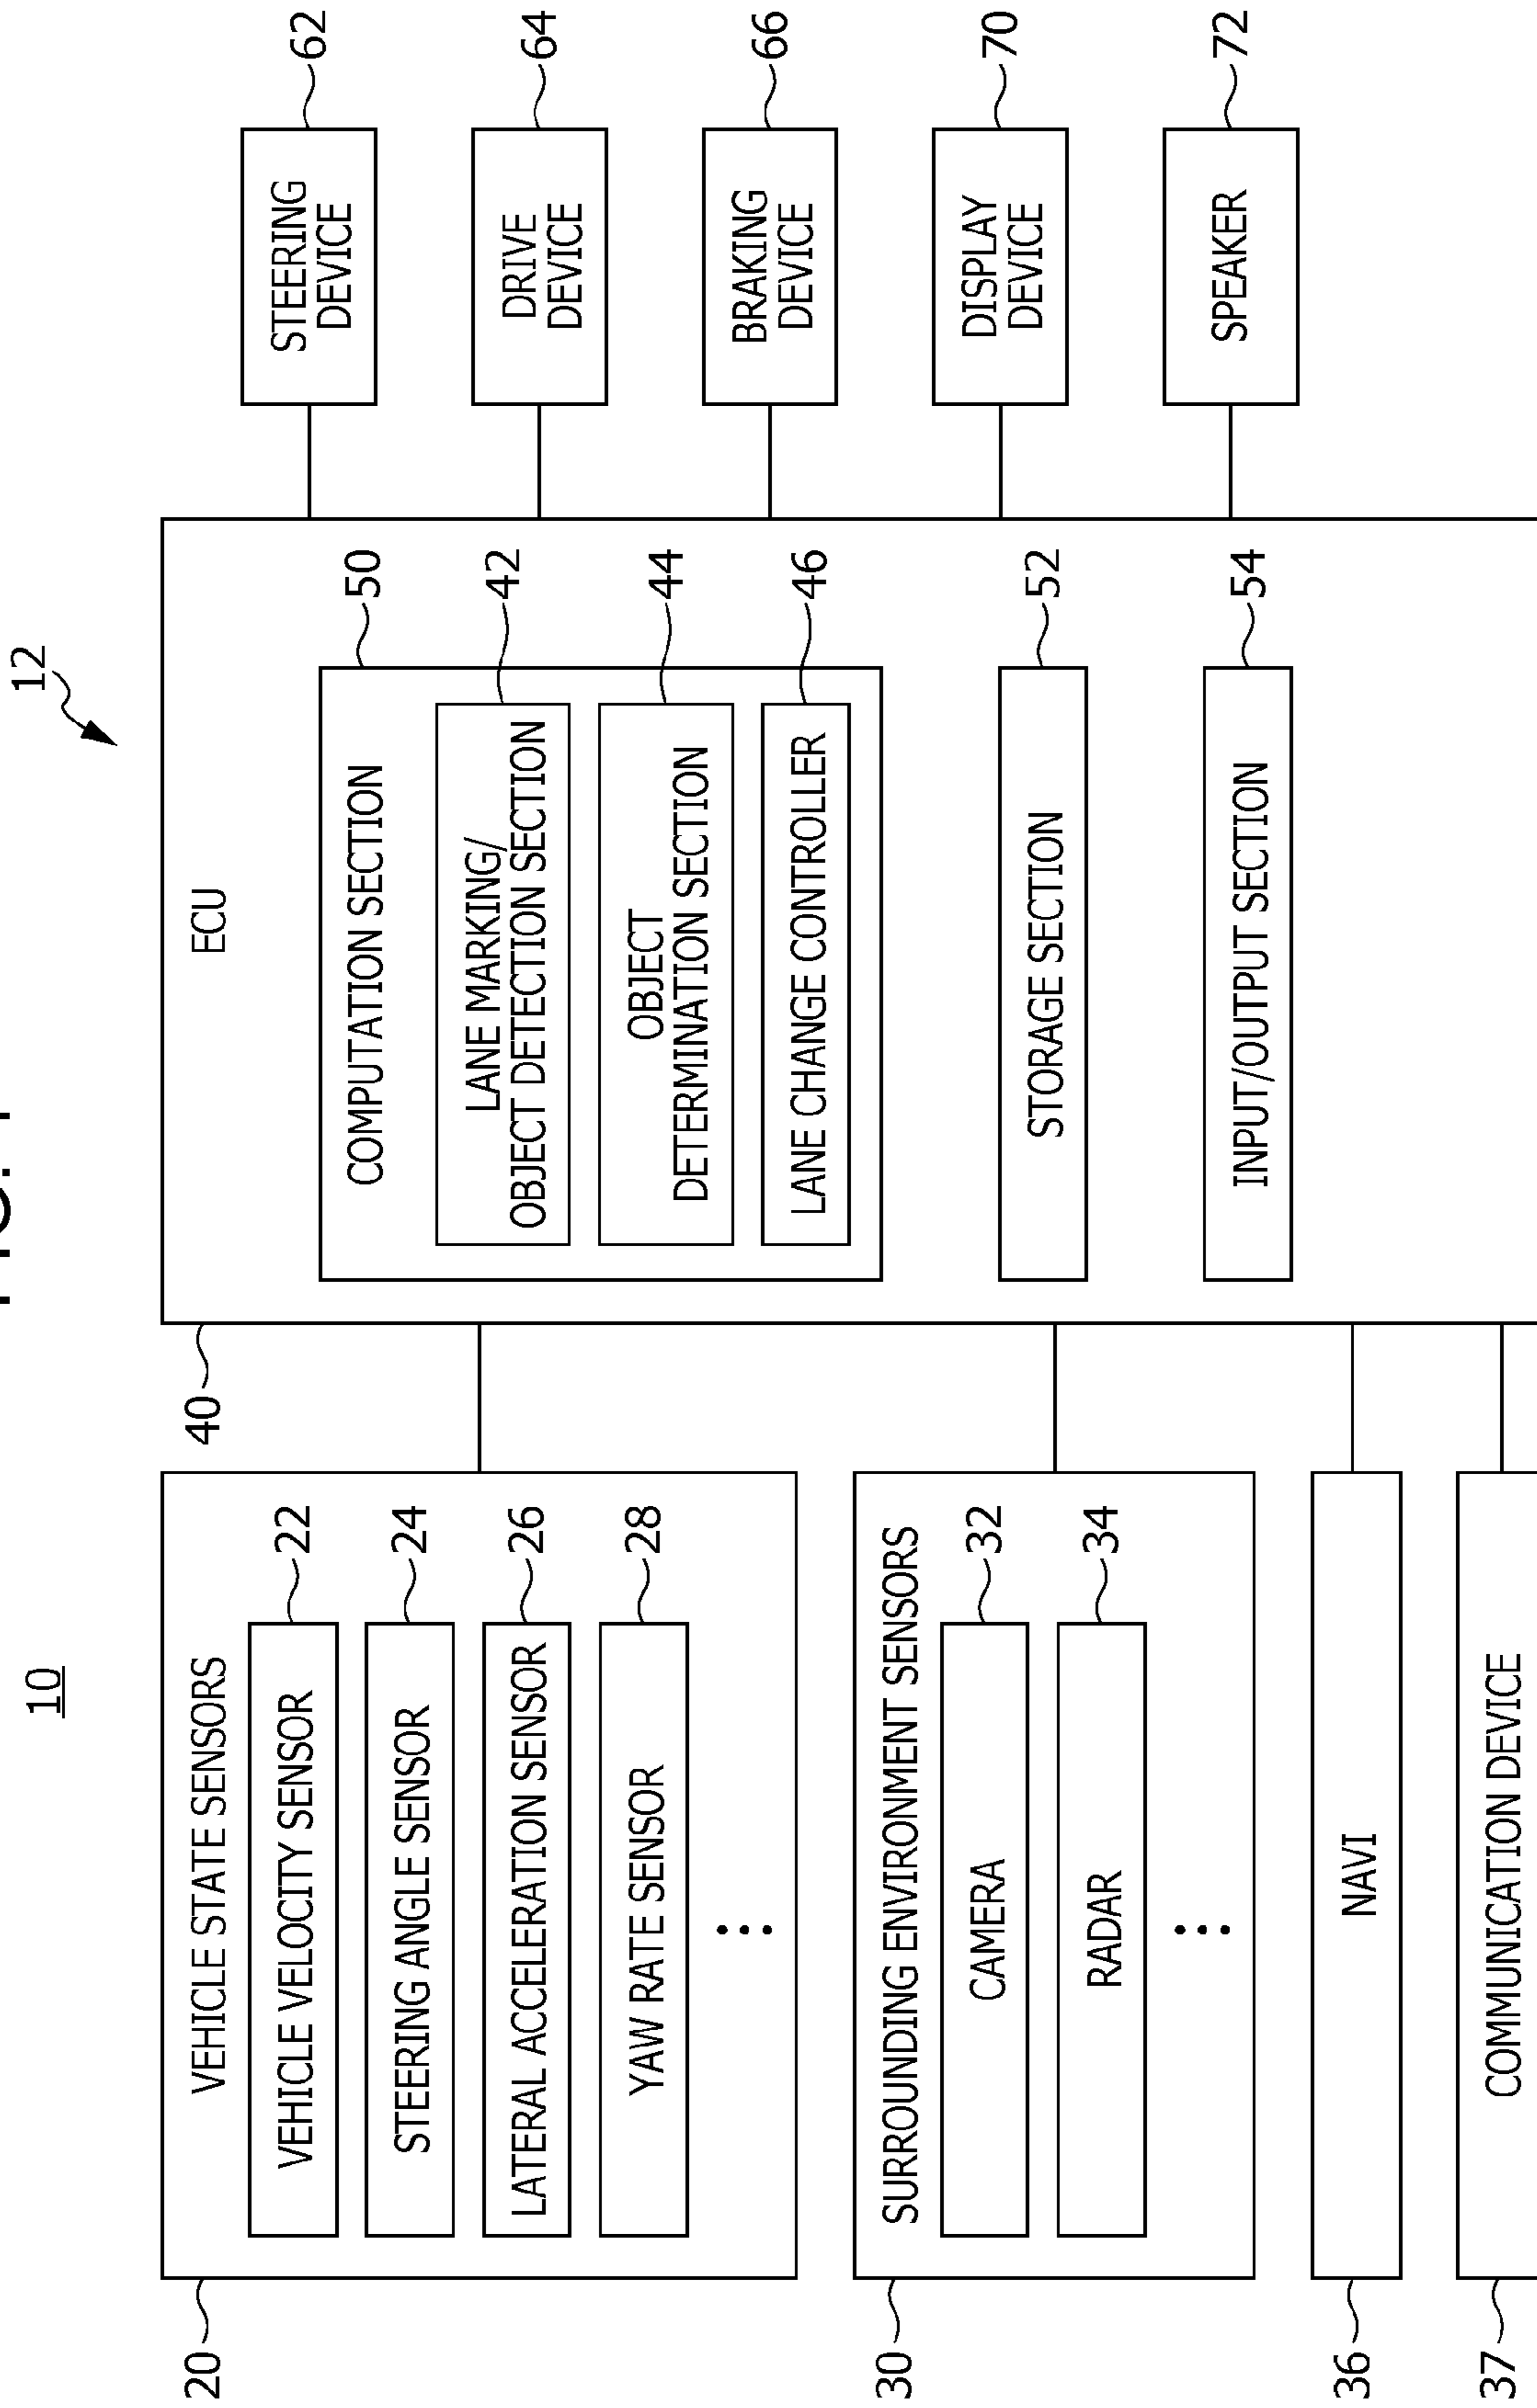 10
12
VEHICLE STATE SENSORS
20
VEHICLE VELOCITY SENSOR
22
STEERING ANGLE SENSOR
24
LATERAL ACCELERATION SENSOR
26
YAW RATE SENSOR
28
SURROUNDING ENVIRONMENT SENSORS
30
CAMERA
32
RADAR
34
NAVI
36
COMMUNICATION DEVICE
37
40
ECU
COMPUTATION SECTION
50
LANE MARKING/
OBJECT DETECTION SECTION
42
OBJECT
DETERMINATION SECTION
44
LANE CHANGE CONTROLLER
46
STORAGE SECTION
52
INPUT/OUTPUT SECTION
54
STEERING
DEVICE
62
DRIVE
DEVICE
64
BRAKING
DEVICE
66
DISPLAY
DEVICE
70
SPEAKER
72